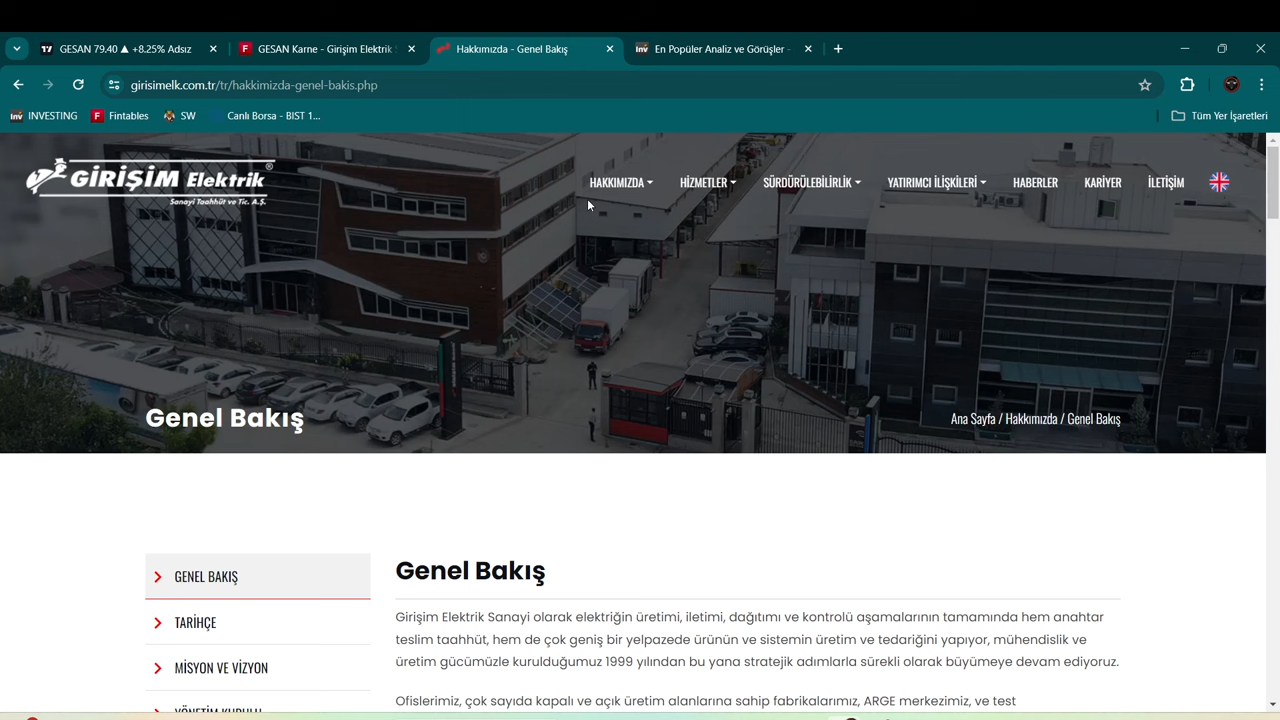 GESAN 79.40 ▲ +8.25% Adsız
GESAN Karne - Girişim Elektrik S
Hakkımızda - Genel Bakış
En Popüler Analiz ve Görüşler -
girisimelk.com.tr/tr/hakkimizda-genel-bakis.php
INVESTING
Fintables
SW
Canlı Borsa - BIST 1...
Tüm Yer İşaretleri
GİRİŞİM Elektrik®
Sanayi Taahhüt ve Tic. A.Ş.
HAKKIMIZDA
HİZMETLER
SÜRDÜRÜLEBİLİRLİK
YATIRIMCI İLİŞKİLERİ
HABERLER
KARİYER
İLETİŞİM
Genel Bakış
Ana Sayfa / Hakkımızda / Genel Bakış
GENEL BAKIŞ
TARİHÇE
MİSYON VE VİZYON
YÖNETİM KURULU
Genel Bakış
Girişim Elektrik Sanayi olarak elektriğin üretimi, iletimi, dağıtımı ve kontrolü aşamalarının tamamında hem anahtar
teslim taahhüt, hem de çok geniş bir yelpazede ürünün ve sistemin üretim ve tedariğini yapıyor, mühendislik ve
üretim gücümüzle kurulduğumuz 1999 yılından bu yana stratejik adımlarla sürekli olarak büyümeye devam ediyoruz.
Ofislerimiz, çok sayıda kapalı ve açık üretim alanlarına sahip fabrikalarımız, ARGE merkezimiz, ve test